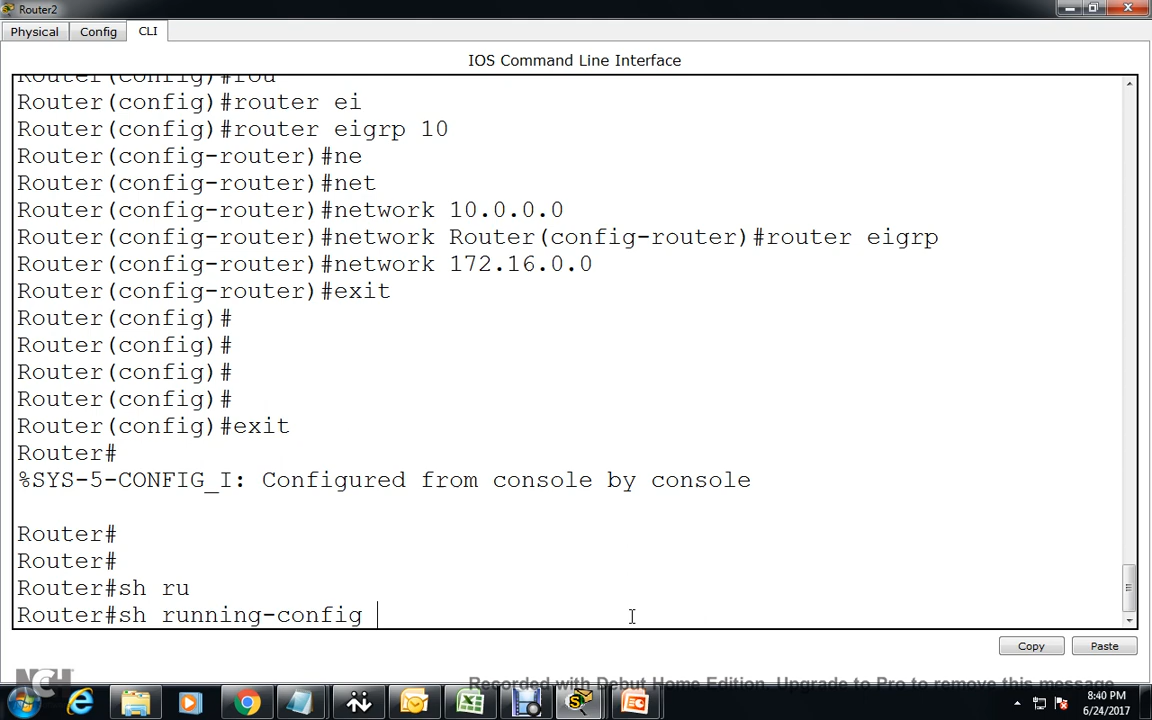 Router2
Physical Config CLI
IOS Command Line Interface
Router(config)#rou
Router(config)#router ei
Router(config)#router eigrp 10
Router(config-router)#ne
Router(config-router)#net
Router(config-router)#network 10.0.0.0
Router(config-router)#network Router(config-router)#router eigrp
Router(config-router)#network 172.16.0.0
Router(config-router)#exit
Router(config)#
Router(config)#
Router(config)#
Router(config)#
Router(config)#exit
Router#
%SYS-5-CONFIG_I: Configured from console by console
Router#
Router#
Router#sh ru
Router#sh running-config
Copy Paste
NCH
Recorded with Debut Home Edition. Upgrade to Pro to remove this message
8:40 PM
6/24/2017